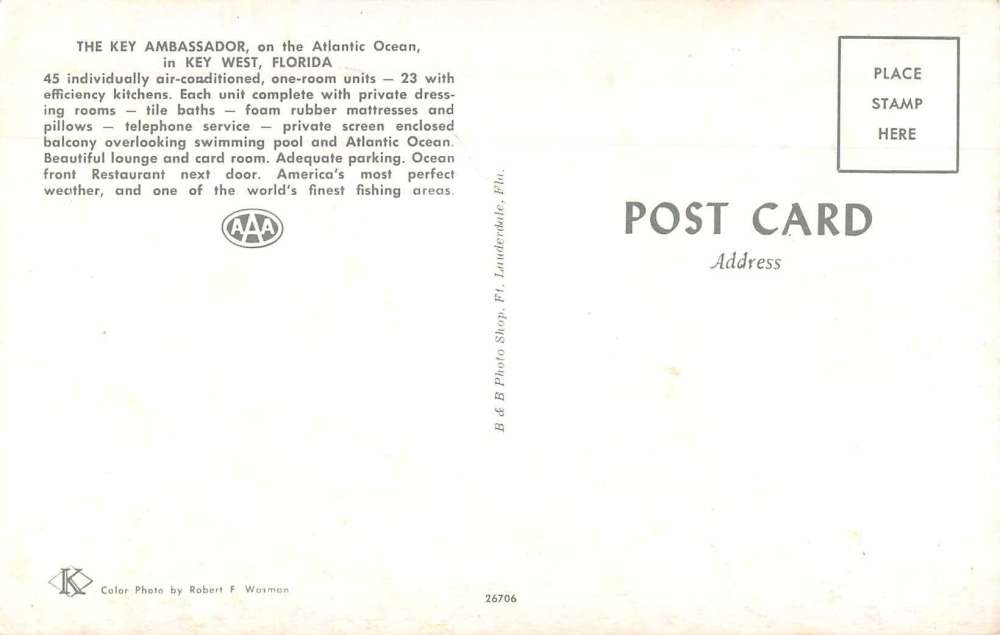 THE KEY AMBASSADOR, on the Atlantic Ocean,
in KEY WEST, FLORIDA
45 individually air-conditioned, one-room units — 23 with
efficiency kitchens. Each unit complete with private dress-
ing rooms — tile baths — foam rubber mattresses and
pillows — telephone service — private screen enclosed
balcony overlooking swimming pool and Atlantic Ocean.
Beautiful lounge and card room. Adequate parking. Ocean
front Restaurant next door. America's most perfect
weather, and one of the world's finest fishing areas.
AAA
K
Color Photo by Robert F Waxman
B & B Photo Shop, Ft. Lauderdale, Fla.
26706
PLACE
STAMP
HERE
POST CARD
Address